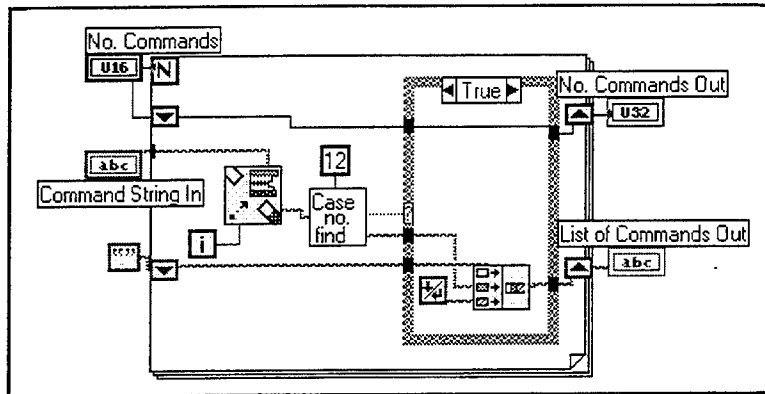 No. Commands
U16
N
True
No. Commands Out
U32
abc
Command String In
12
Case
no.
find
i
List of Commands Out
abc